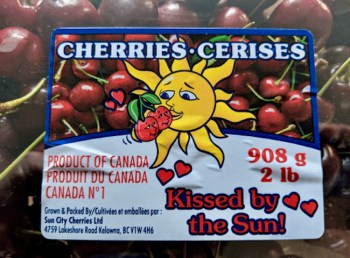 CHERRIES · CERISES
PRODUCT OF CANADA
PRODUIT DU CANADA
CANADA N° 1
908 g
2 lb
Kissed by
the Sun!
Grown & Packed By/Cultivées et emballées par :
Sun City Cherries Ltd
4759 Lakeshore Road Kelowna, BC V1W 4H6